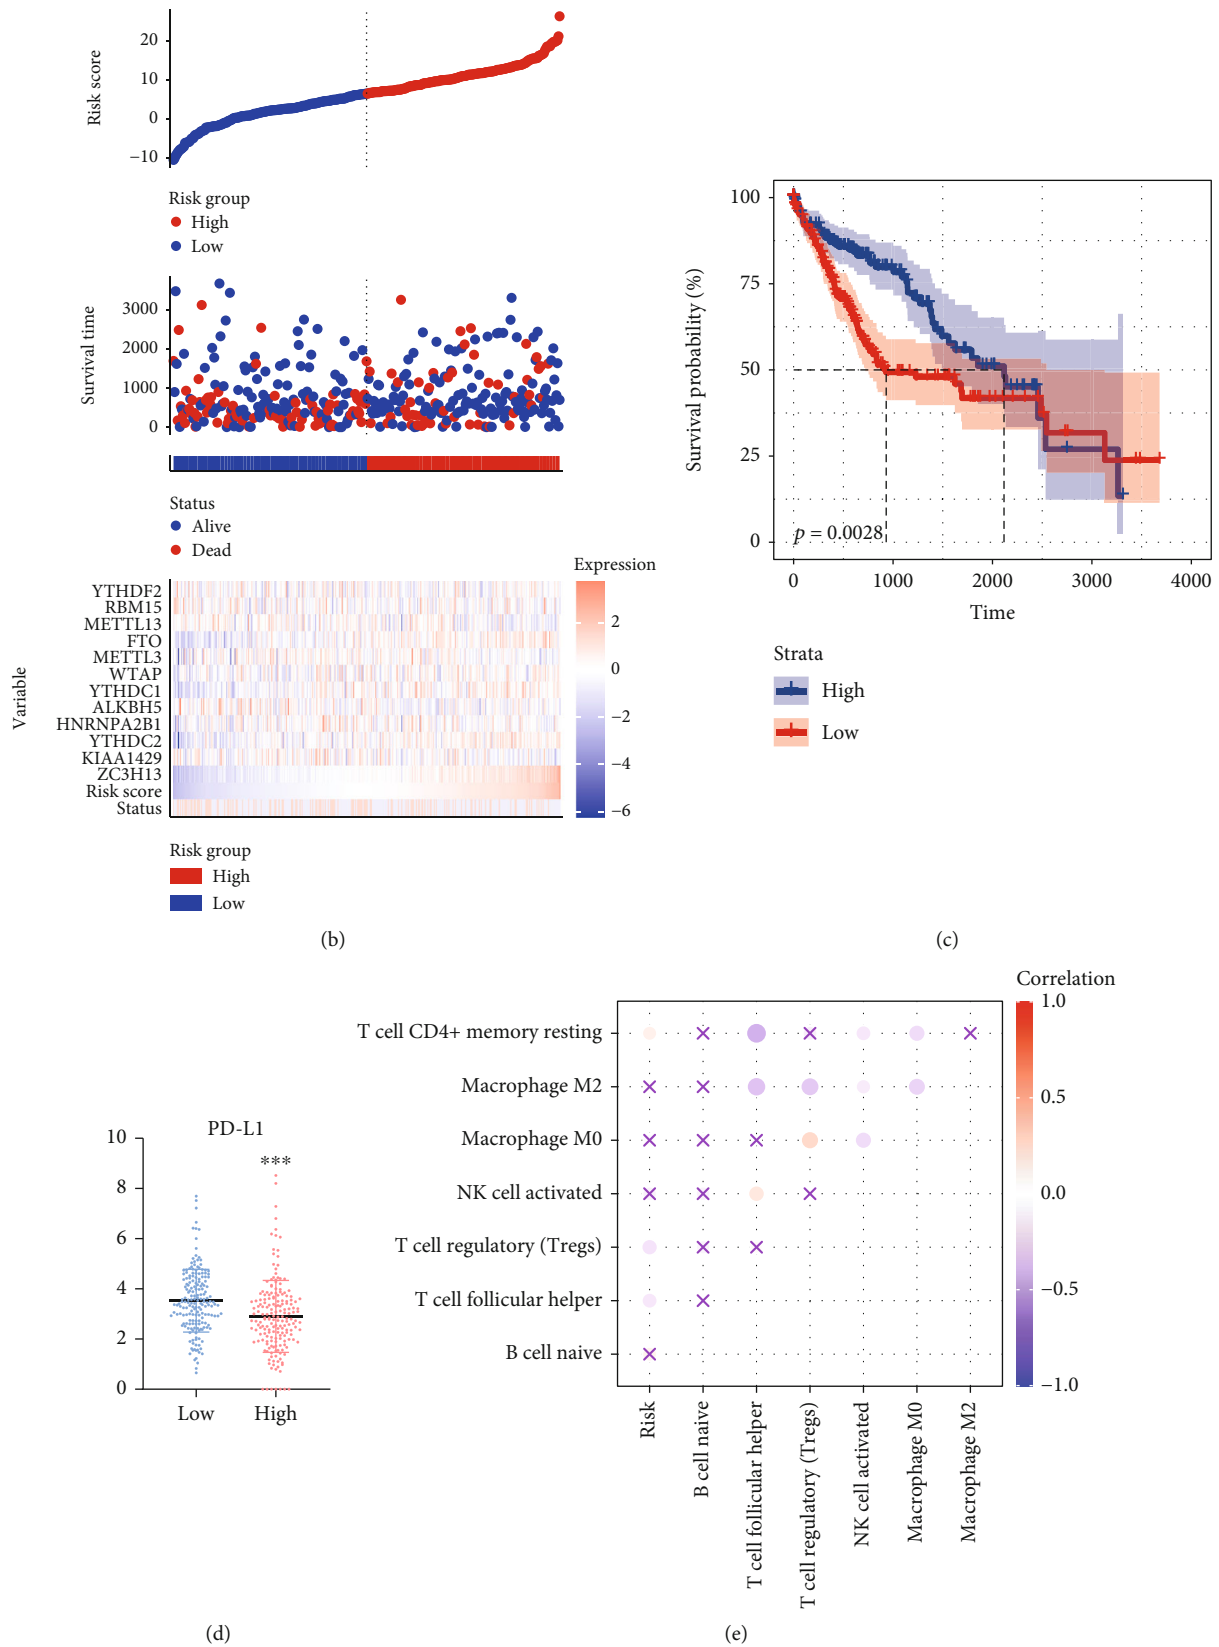 Risk score
20
10
0
−10
Risk group
High
Low
Survival time
3000
2000
1000
0
Status
Alive
Dead
Expression
2
0
−2
−4
−6
Variable
YTHDF2
RBM15
METTL13
FTO
METTL3
WTAP
YTHDC1
ALKBH5
HNRNPA2B1
YTHDC2
KIAA1429
ZC3H13
Risk score
Status
Risk group
High
Low
(b)
Survival probability (%)
100
75
50
25
0
p = 0.0028
0 1000 2000 3000 4000
Time
Strata
High
Low
(c)
PD-L1
***
10
8
6
4
2
0
Low High
(d)
Correlation
1.0
0.5
0.0
−0.5
−1.0
T cell CD4+ memory resting
Macrophage M2
Macrophage M0
NK cell activated
T cell regulatory (Tregs)
T cell follicular helper
B cell naive
Risk
B cell naive
T cell follicular helper
T cell regulatory (Tregs)
NK cell activated
Macrophage M0
Macrophage M2
(e)